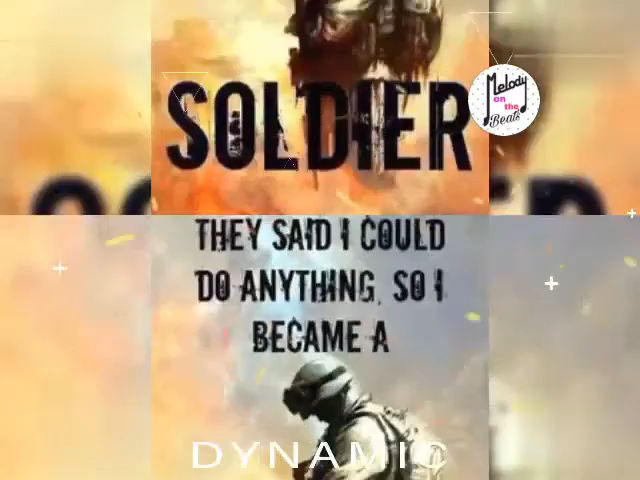 SOLDIER
Melody
on
the
Beats
THEY SAID I COULD
DO ANYTHING, SO I
BECAME A
DYNAMIC